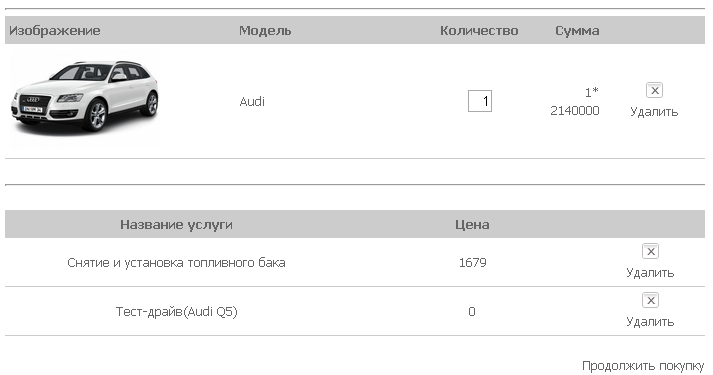 Изображение Модель Количество Сумма
Audi 1 1*
2140000
Удалить
Название услуги Цена
Снятие и установка топливного бака 1679
Удалить
Тест-драйв(Audi Q5) 0
Удалить
Продолжить покупку